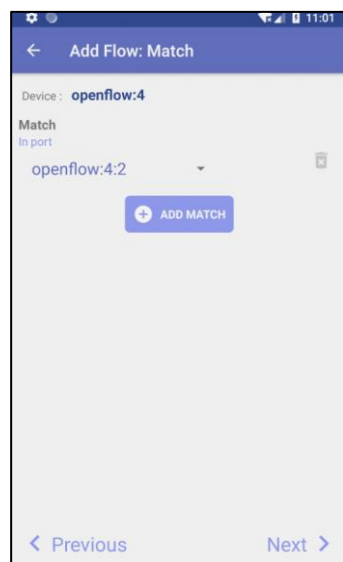 11:01
Add Flow: Match
Device : openflow:4
Match
In port
openflow:4:2
ADD MATCH
Previous Next